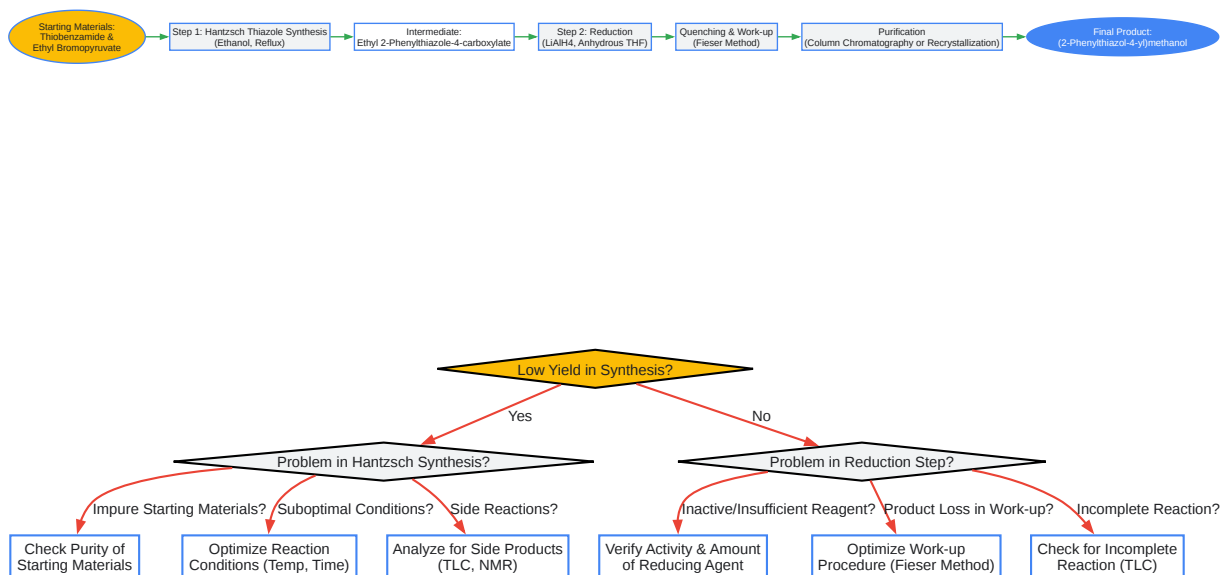 Starting Materials:
Thiobenzamide &
Ethyl Bromopyruvate
Step 1: Hantzsch Thiazole Synthesis
(Ethanol, Reflux)
Intermediate:
Ethyl 2-Phenylthiazole-4-carboxylate
Step 2: Reduction
(LiAlH4, Anhydrous THF)
Quenching & Work-up
(Fieser Method)
Purification
(Column Chromatography or Recrystallization)
Final Product:
(2-Phenylthiazol-4-yl)methanol
Low Yield in Synthesis?
Yes
No
Problem in Hantzsch Synthesis?
Problem in Reduction Step?
Impure Starting Materials?
Suboptimal Conditions?
Side Reactions?
Inactive/Insufficient Reagent?
Product Loss in Work-up?
Incomplete Reaction?
Check Purity of
Starting Materials
Optimize Reaction
Conditions (Temp, Time)
Analyze for Side Products
(TLC, NMR)
Verify Activity & Amount
of Reducing Agent
Optimize Work-up
Procedure (Fieser Method)
Check for Incomplete
Reaction (TLC)